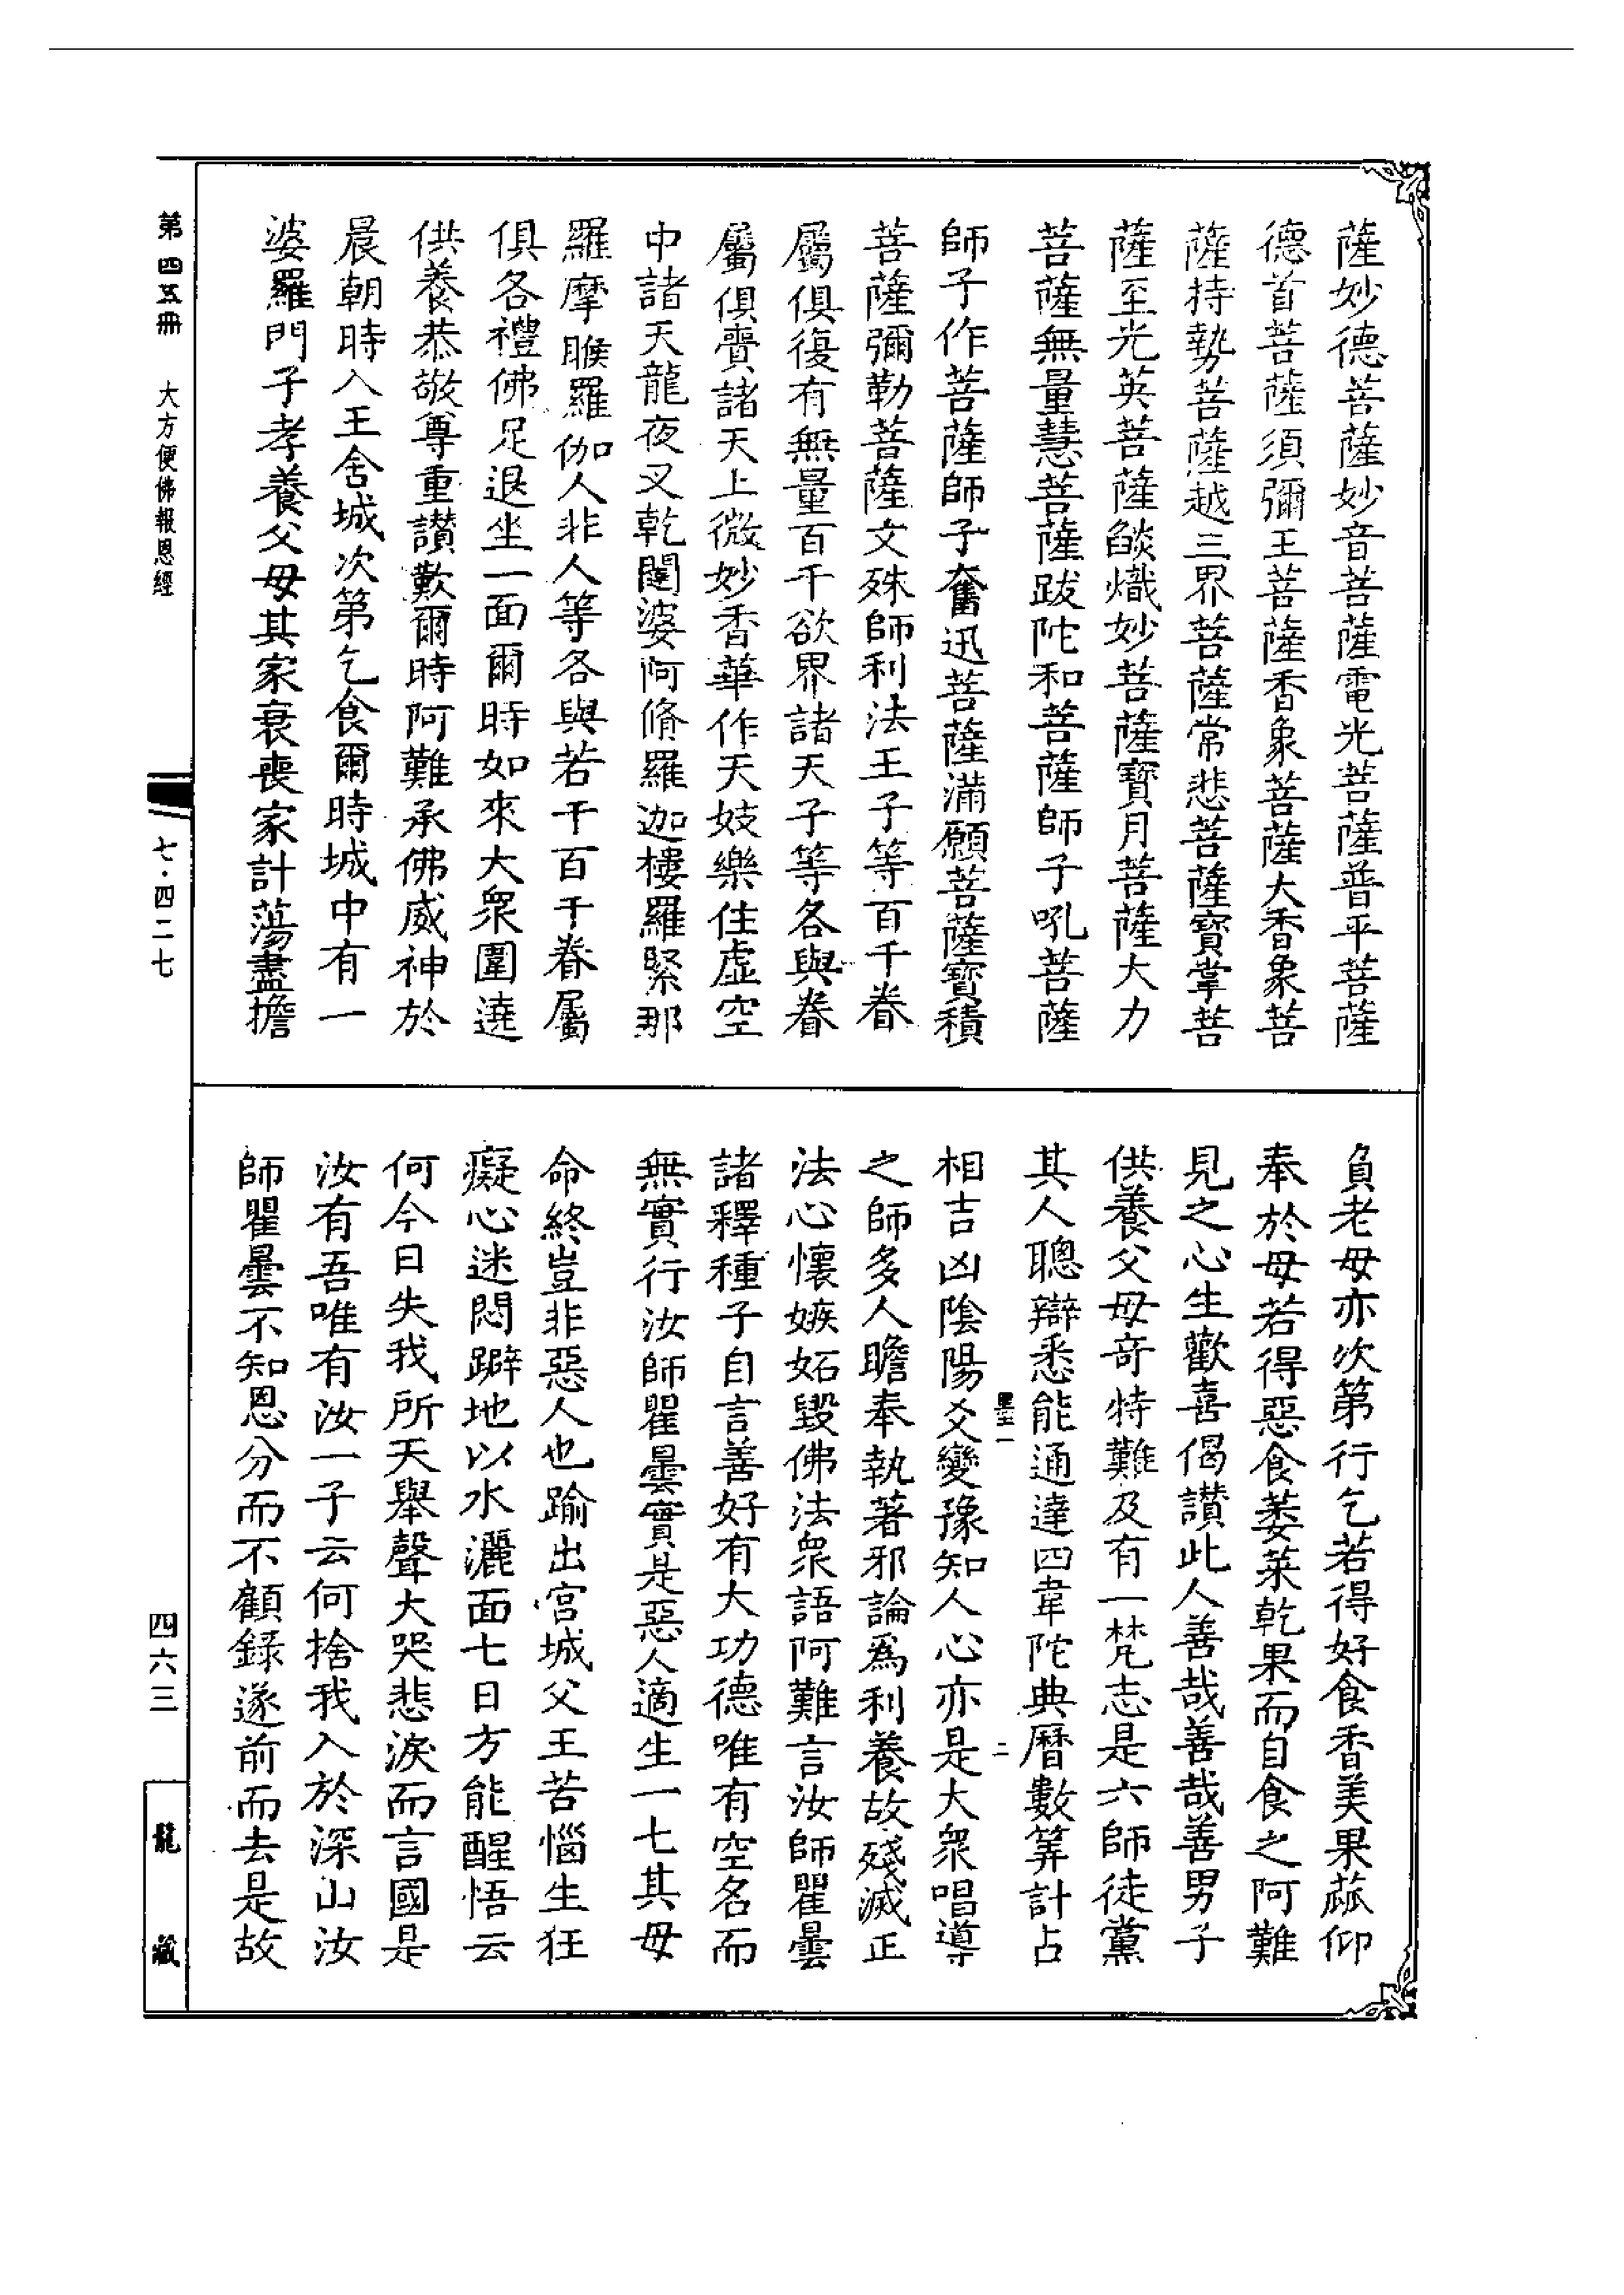 薩妙德菩薩妙音菩薩電光菩薩普平菩薩
德首菩薩須彌王菩薩香象菩薩大香象菩
薩持勢菩薩越三界菩薩常悲菩薩寶掌菩
薩至光英菩薩燄熾妙菩薩寶月菩薩大力
菩薩無量慧菩薩跋陀和菩薩師子吼菩薩
師子作菩薩師子奮迅菩薩滿願菩薩寶積
菩薩彌勒菩薩文殊師利法王子等百千眷
屬俱復有無量百千欲界諸天子等各與眷
屬俱賷諸天上微妙香華作天妓樂住虛空
中諸天龍夜叉乾闥婆阿脩羅迦樓羅緊那
羅摩睺羅伽人非人等各與若干百千眷屬
俱各禮佛足退坐一面爾時如來大衆圍遶
供養恭敬尊重讃歎爾時阿難承佛威神於
晨朝時入王舍城次第乞食爾時城中有一
婆羅門子孝養父母其家衰喪家計蕩盡擔
負老母亦次第行乞若得好食香美果蓏仰
奉於母若得惡食萎菜乾果而自食之阿難
見之心生歡喜偈讃此人善哉善哉善男子
供養父母竒特難及有一梵志是六師徒黨
其人聰辯悉能通達四韋陀典曆數筭計占
相吉凶陰陽爻變豫知人心亦是大衆唱導
之師多人瞻奉執著邪論爲利養故殘滅正
法心懷嫉妬毀佛法衆語阿難言汝師瞿曇
諸釋種子自言善好有大功德唯有空名而
無實行汝師瞿曇實是惡人適生一七其母
命終豈非惡人也踰出宮城父王苦惱生狂
癡心迷悶躃地以水灑面七日方能醒悟云
何今日失我所天舉聲大哭悲淚而言國是
汝有吾唯有汝一子云何捨我入於深山汝
師瞿曇不知恩分而不顧録遂前而去是故
二
第四五冊　大方便佛報恩經
七·四二七
四六三
龍藏